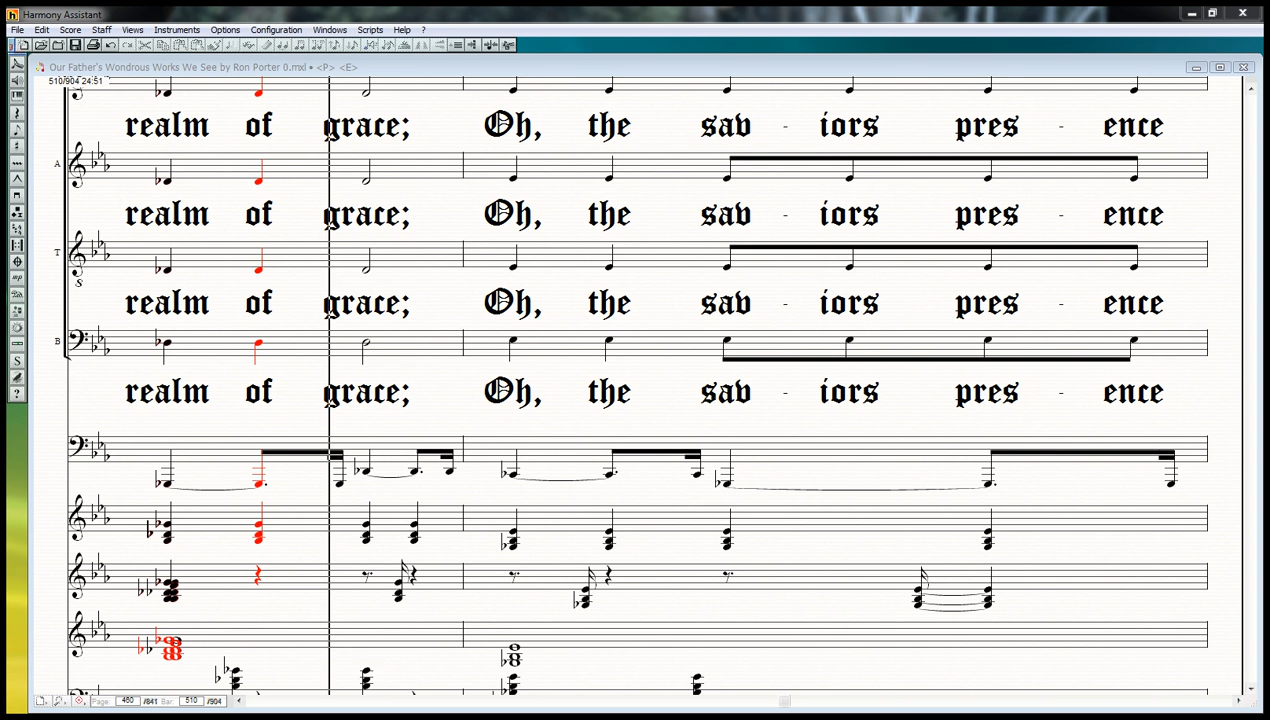 Harmony Assistant
File Edit Score Staff Views Instruments Options Configuration Windows Scripts Help ?
Our Father's Wondrous Works We See by Ron Porter 0.mxl • <P> <E>
510/904 24:51
realm of grace; Oh, the sav - iors pres - ence
A
realm of grace; Oh, the sav - iors pres - ence
T
8
realm of grace; Oh, the sav - iors pres - ence
B
realm of grace; Oh, the sav - iors pres - ence
Page: 460 /841 Bar: 510 /904